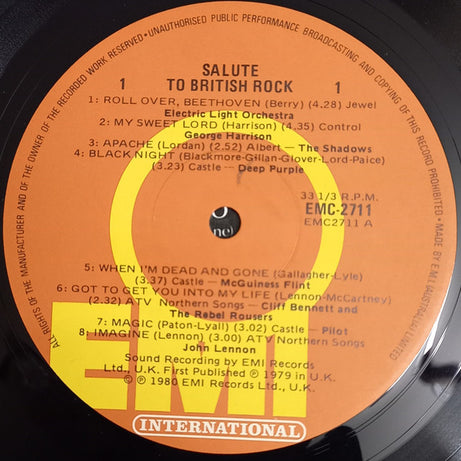 ALL RIGHTS OF THE MANUFACTURER AND OF THE OWNER OF THE RECORDED WORK RESERVED • UNAUTHORISED PUBLIC PERFORMANCE BROADCASTING AND COPYING OF THIS RECORD PROHIBITED • MADE BY EMI (AUSTRALIA) LIMITED
SALUTE
1 TO BRITISH ROCK 1
1: ROLL OVER, BEETHOVEN (Berry) (4.28) Jewel
Electric Light Orchestra
2: MY SWEET LORD (Harrison) (4.35) Control
George Harrison
3: APACHE (Lordan) (2.52) Albert — The Shadows
4: BLACK NIGHT (Blackmore-Gillan-Glover-Lord-Paice)
(3.23) Castle — Deep Purple
33 1/3 R.P.M.
EMC-2711
EMC2711 A
5: WHEN I'M DEAD AND GONE (Gallagher-Lyle)
(3.37) Castle — McGuiness Flint
6: GOT TO GET YOU INTO MY LIFE (Lennon-McCartney)
(2.32) ATV Northern Songs — Cliff Bennett and
The Rebel Rousers
7: MAGIC (Paton-Lyall) (3.02) Castle — Pilot
8: IMAGINE (Lennon) (3.00) ATV Northern Songs
John Lennon
Sound Recording by EMI Records
Ltd., U.K. First Published ℗ 1979 in U.K.
© ℗ 1980 EMI Records Ltd., U.K.
EMI
INTERNATIONAL